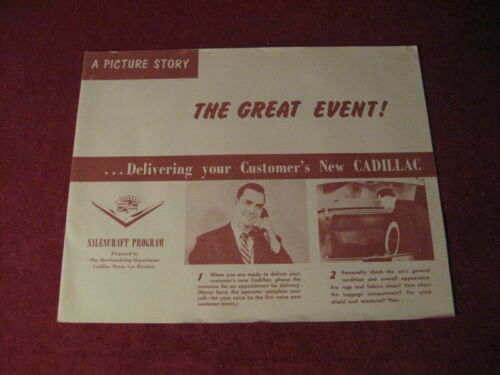 A PICTURE STORY
THE GREAT EVENT!
...Delivering your Customer's New CADILLAC
SALESCRAFT PROGRAM
Prepared by
The Merchandising Department
Cadillac Motor Car Division
1 When you are ready to deliver your
customer's new Cadillac, phone the
customer for an appointment for delivery.
(Never have the operator complete your
call—let your voice be the first voice your
customer hears.)
2 Personally check the car's general
condition and overall appearance.
Are rugs and fabrics clean? How about
the luggage compartment? The wind-
shield and windows? Then . .